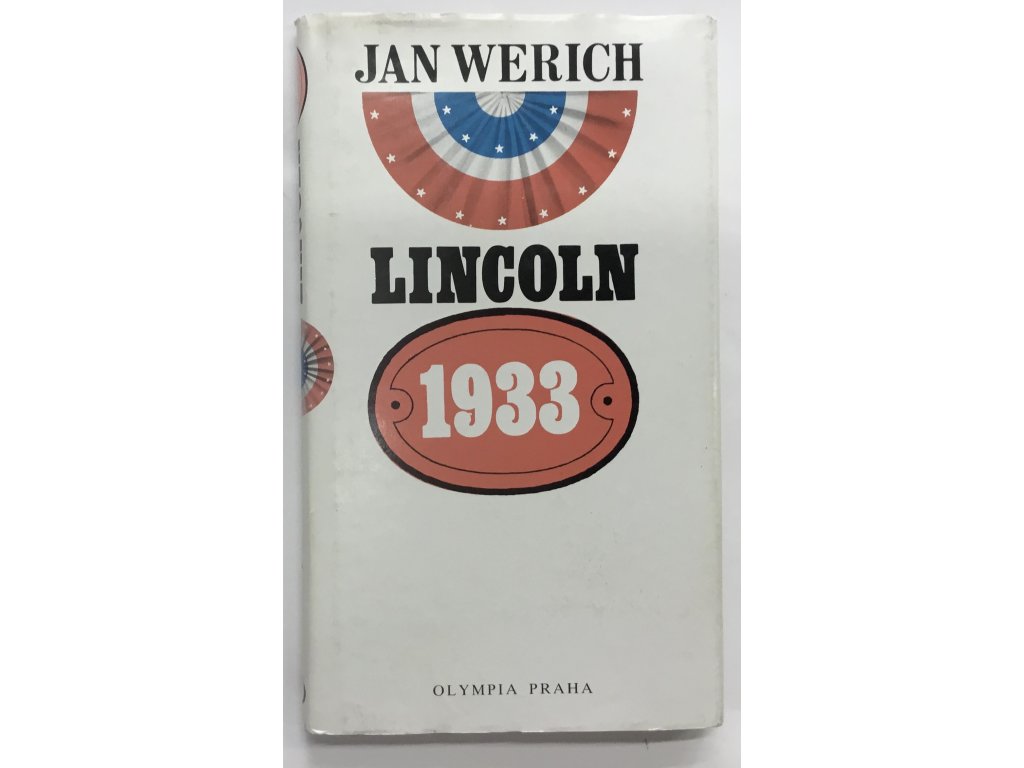 JAN WERICH
LINCOLN
1933
OLYMPIA PRAHA